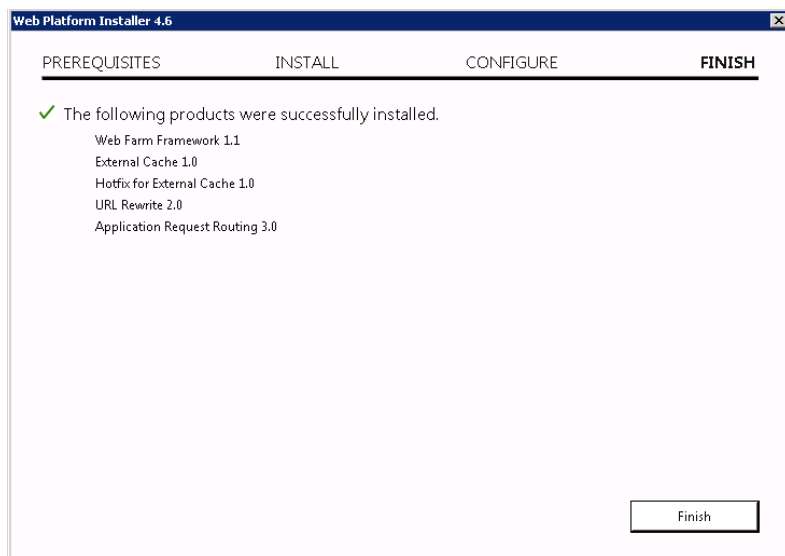 Web Platform Installer 4.6
PREREQUISITES INSTALL CONFIGURE FINISH
The following products were successfully installed.
Web Farm Framework 1.1
External Cache 1.0
Hotfix for External Cache 1.0
URL Rewrite 2.0
Application Request Routing 3.0
Finish